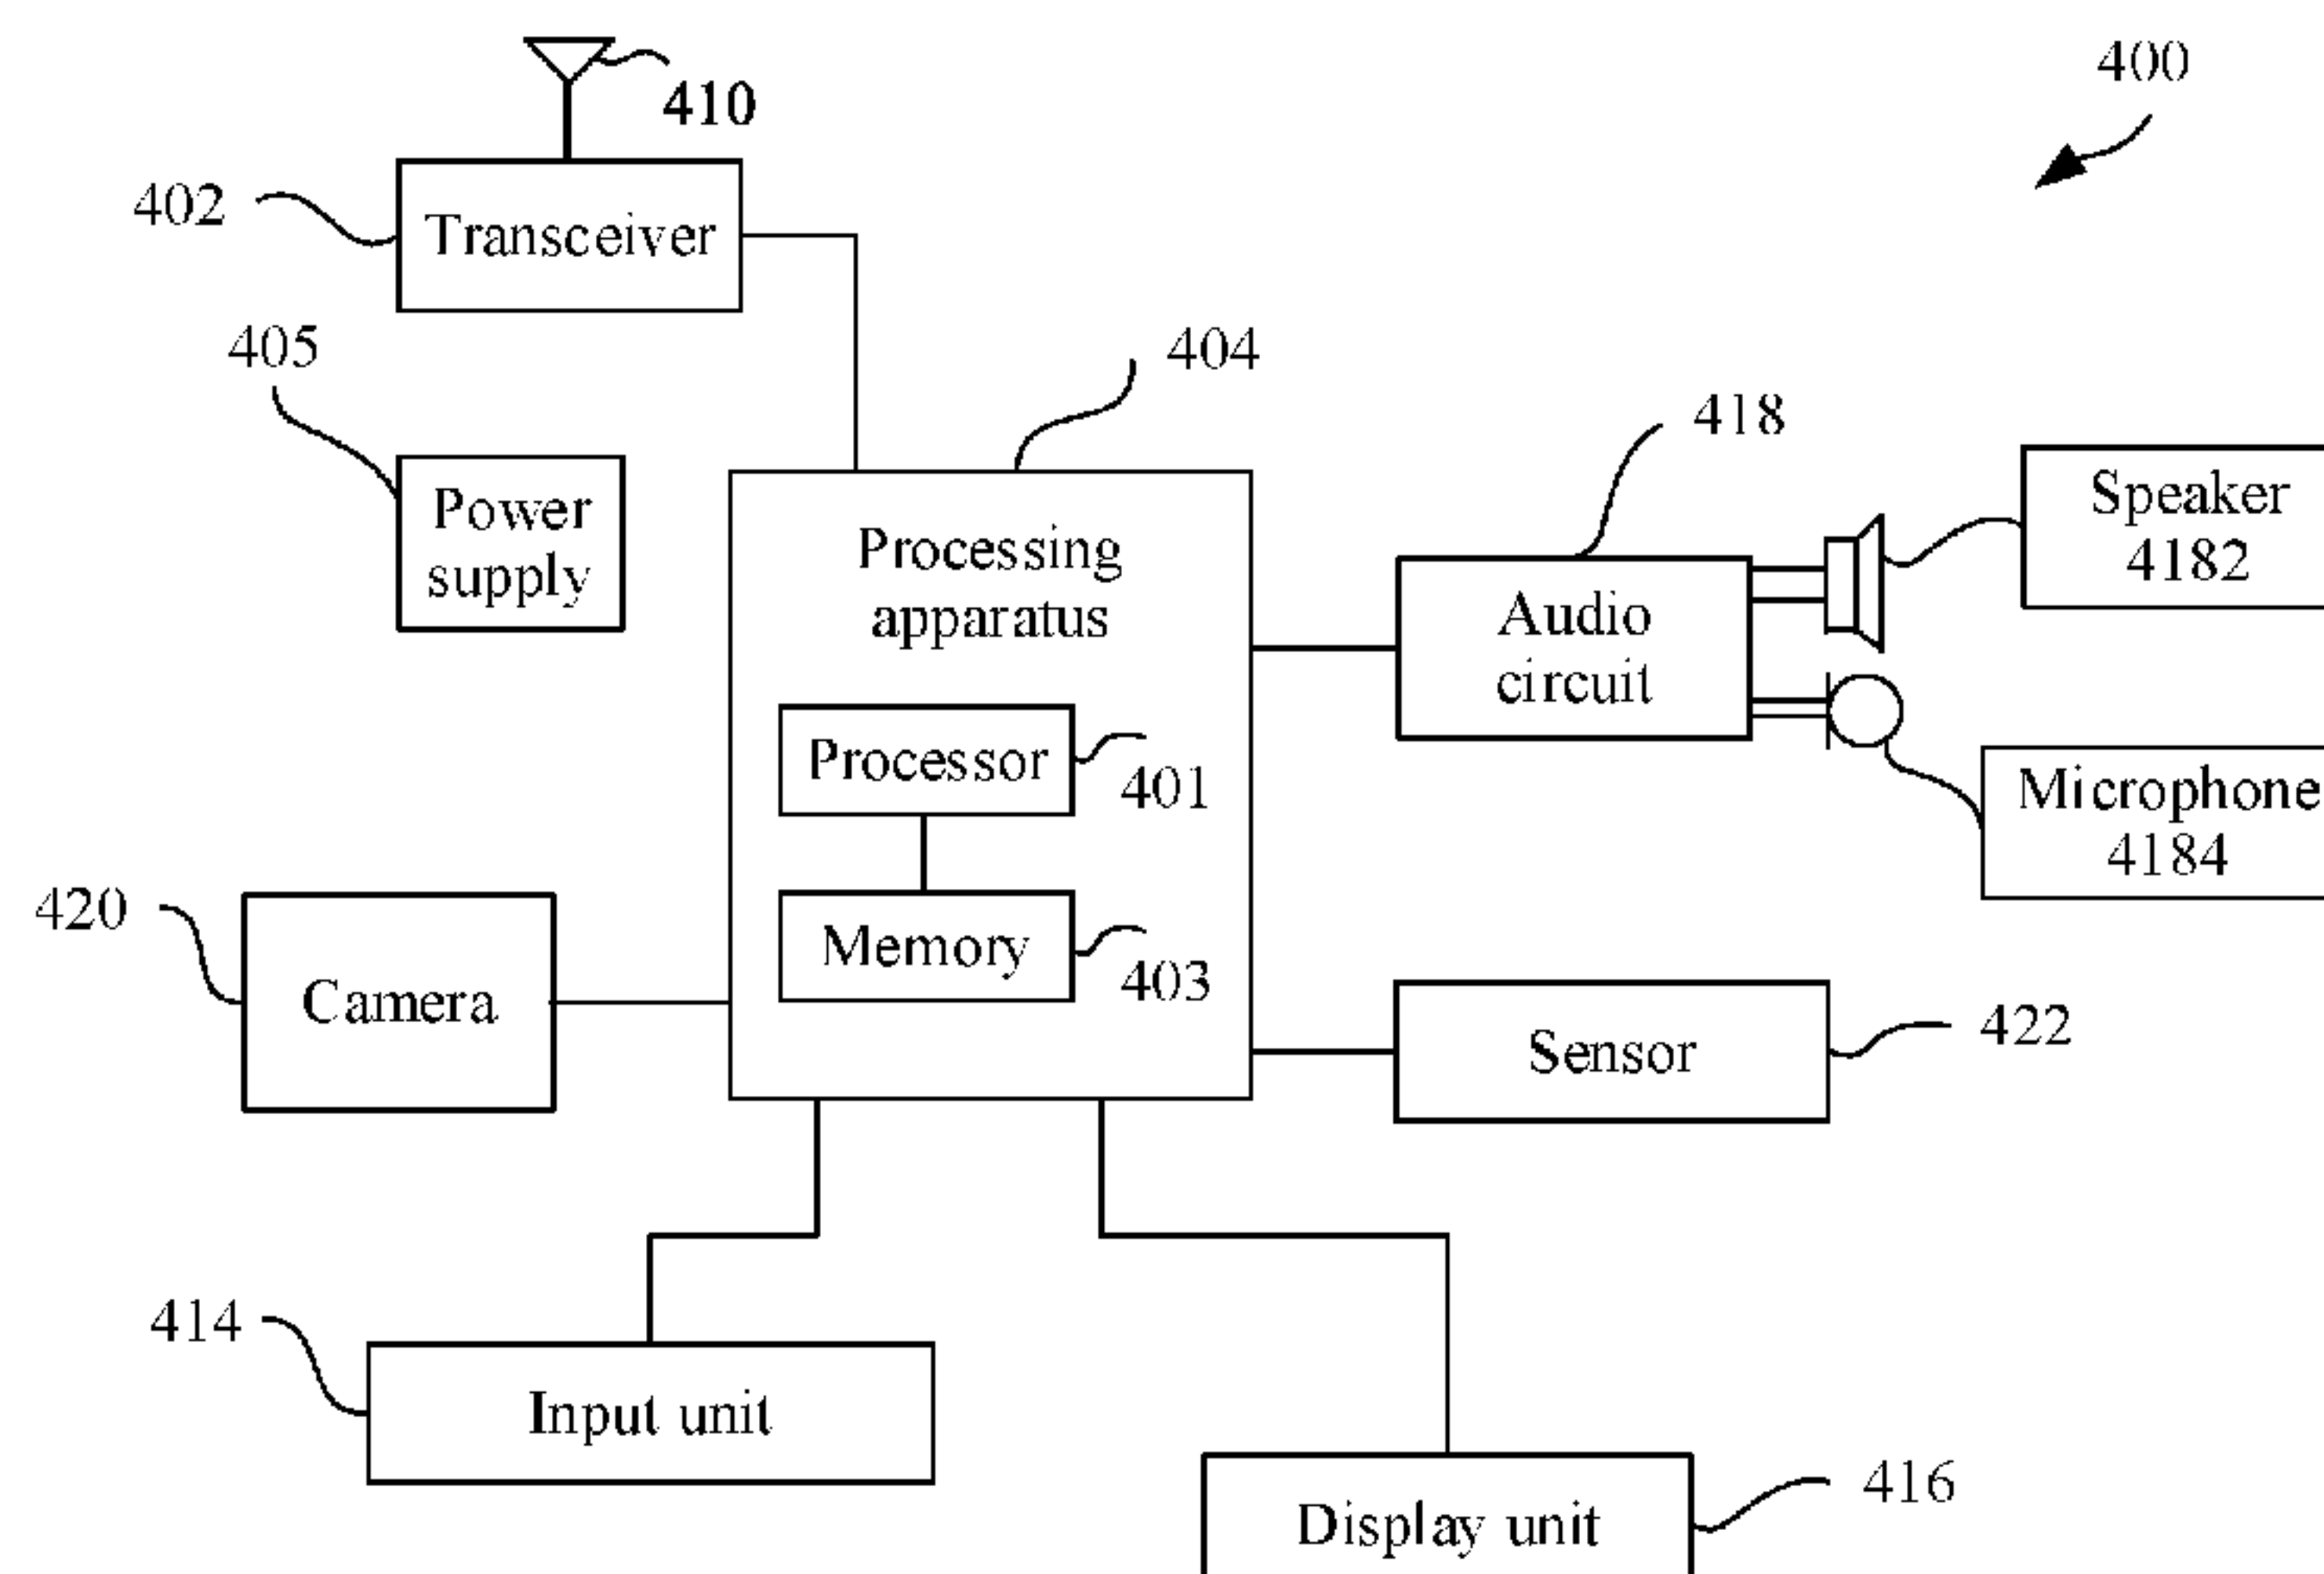 410
400
402
Transceiver
405
404
418
Power
supply
Processing
apparatus
Speaker
4182
Audio
circuit
Processor
401
Microphone
4184
420
Camera
Memory
403
Sensor
422
414
Input unit
416
Display unit